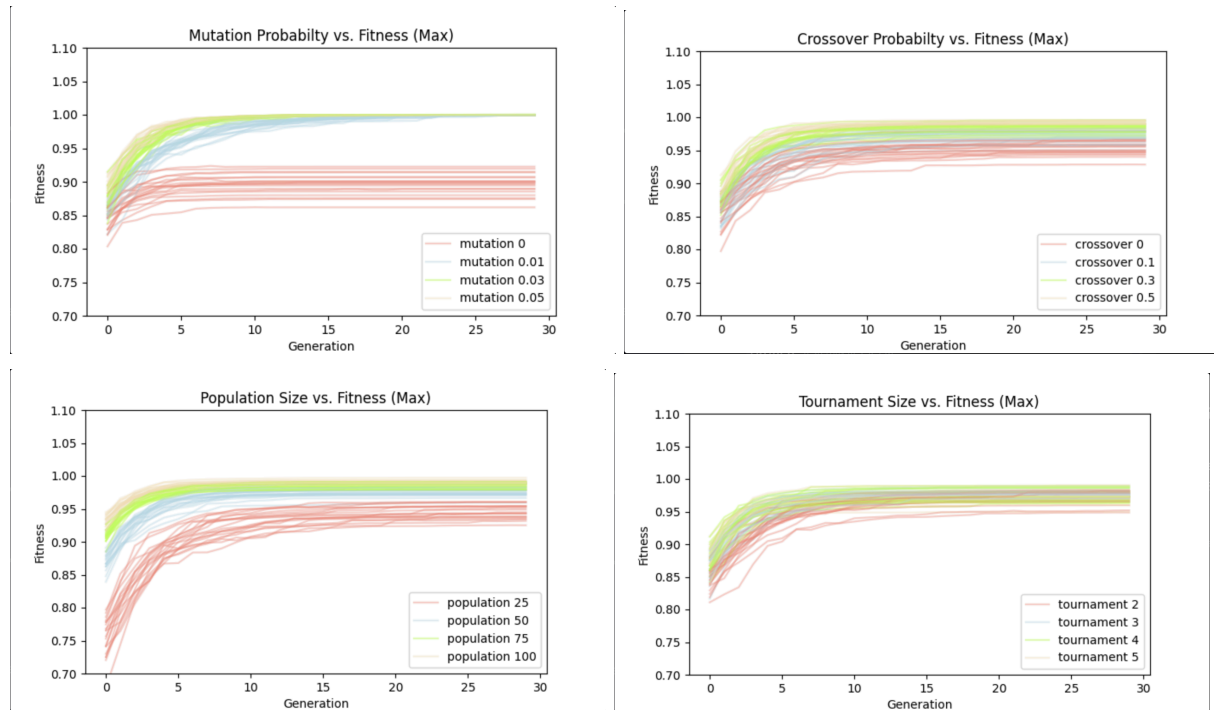 Mutation Probabilty vs. Fitness (Max)
1.10
1.05
1.00
0.95
0.90
0.85
0.80
0.75
0.70
Fitness
0 5 10 15 20 25 30
Generation
mutation 0
mutation 0.01
mutation 0.03
mutation 0.05
Crossover Probabilty vs. Fitness (Max)
1.10
1.05
1.00
0.95
0.90
0.85
0.80
0.75
0.70
Fitness
0 5 10 15 20 25 30
Generation
crossover 0
crossover 0.1
crossover 0.3
crossover 0.5
Population Size vs. Fitness (Max)
1.10
1.05
1.00
0.95
0.90
0.85
0.80
0.75
0.70
Fitness
0 5 10 15 20 25 30
Generation
population 25
population 50
population 75
population 100
Tournament Size vs. Fitness (Max)
1.10
1.05
1.00
0.95
0.90
0.85
0.80
0.75
0.70
Fitness
0 5 10 15 20 25 30
Generation
tournament 2
tournament 3
tournament 4
tournament 5